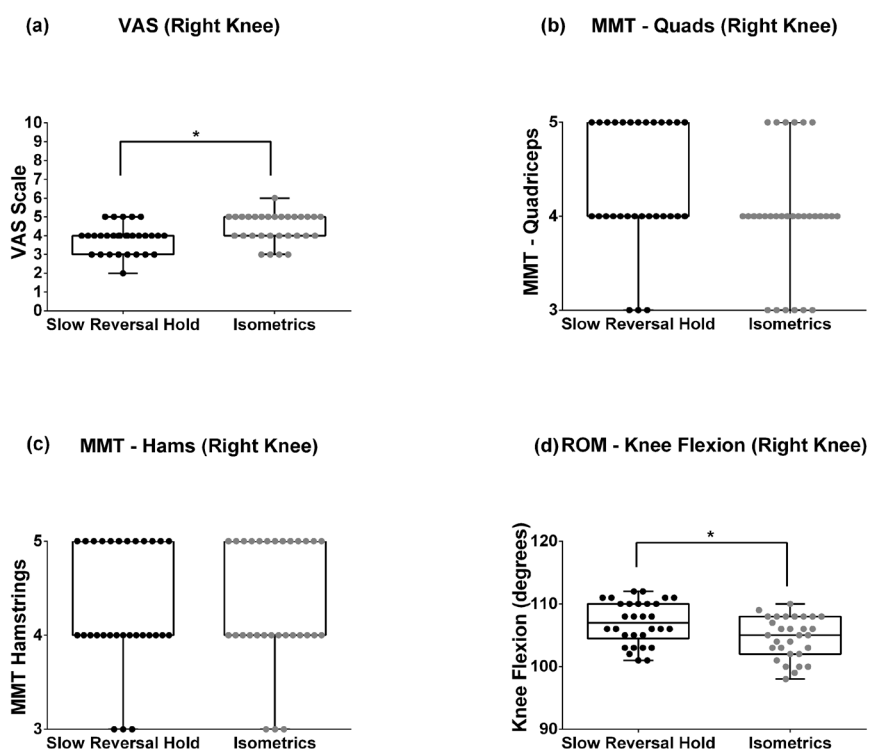 (a) VAS (Right Knee)
VAS Scale
10
9
8
7
6
5
4
3
2
1
0
*
Slow Reversal Hold Isometrics
(b) MMT - Quads (Right Knee)
MMT - Quadriceps
5
4
3
Slow Reversal Hold Isometrics
(c) MMT - Hams (Right Knee)
MMT Hamstrings
5
4
3
Slow Reversal Hold Isometrics
(d) ROM - Knee Flexion (Right Knee)
Knee Flexion (degrees)
120
110
100
90
*
Slow Reversal Hold Isometrics